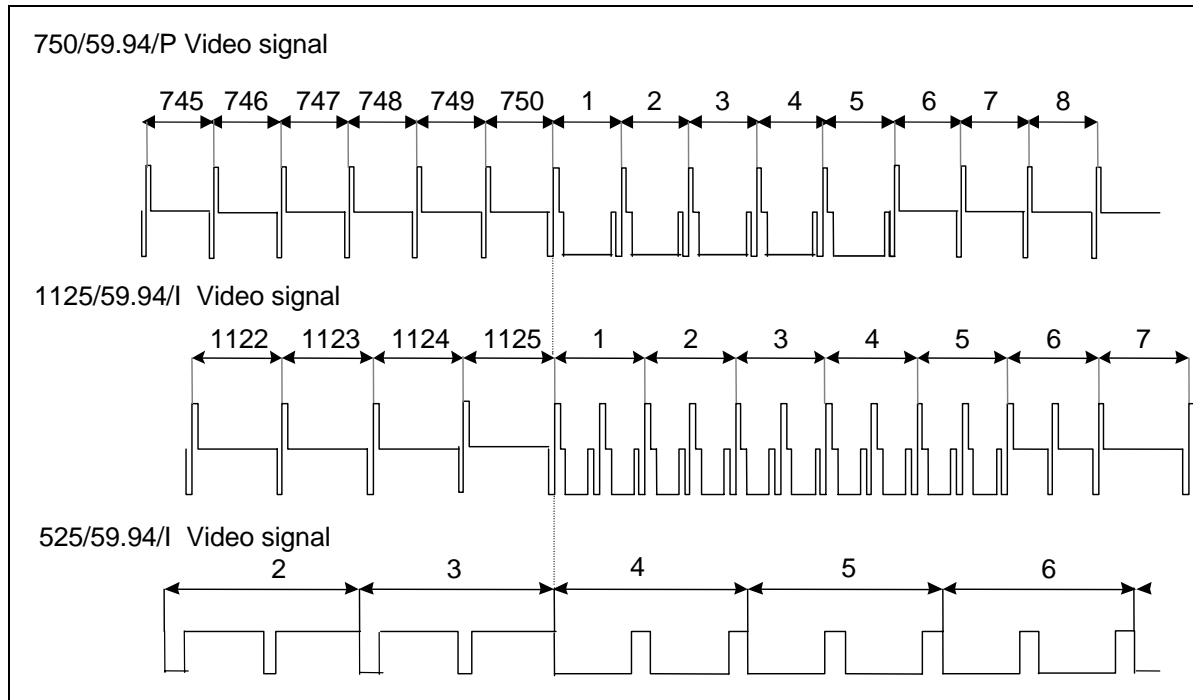 750/59.94/P Video signal
745 746 747 748 749 750 1 2 3 4 5 6 7 8
1125/59.94/I Video signal
1122 1123 1124 1125 1 2 3 4 5 6 7
525/59.94/I Video signal
2 3 4 5 6